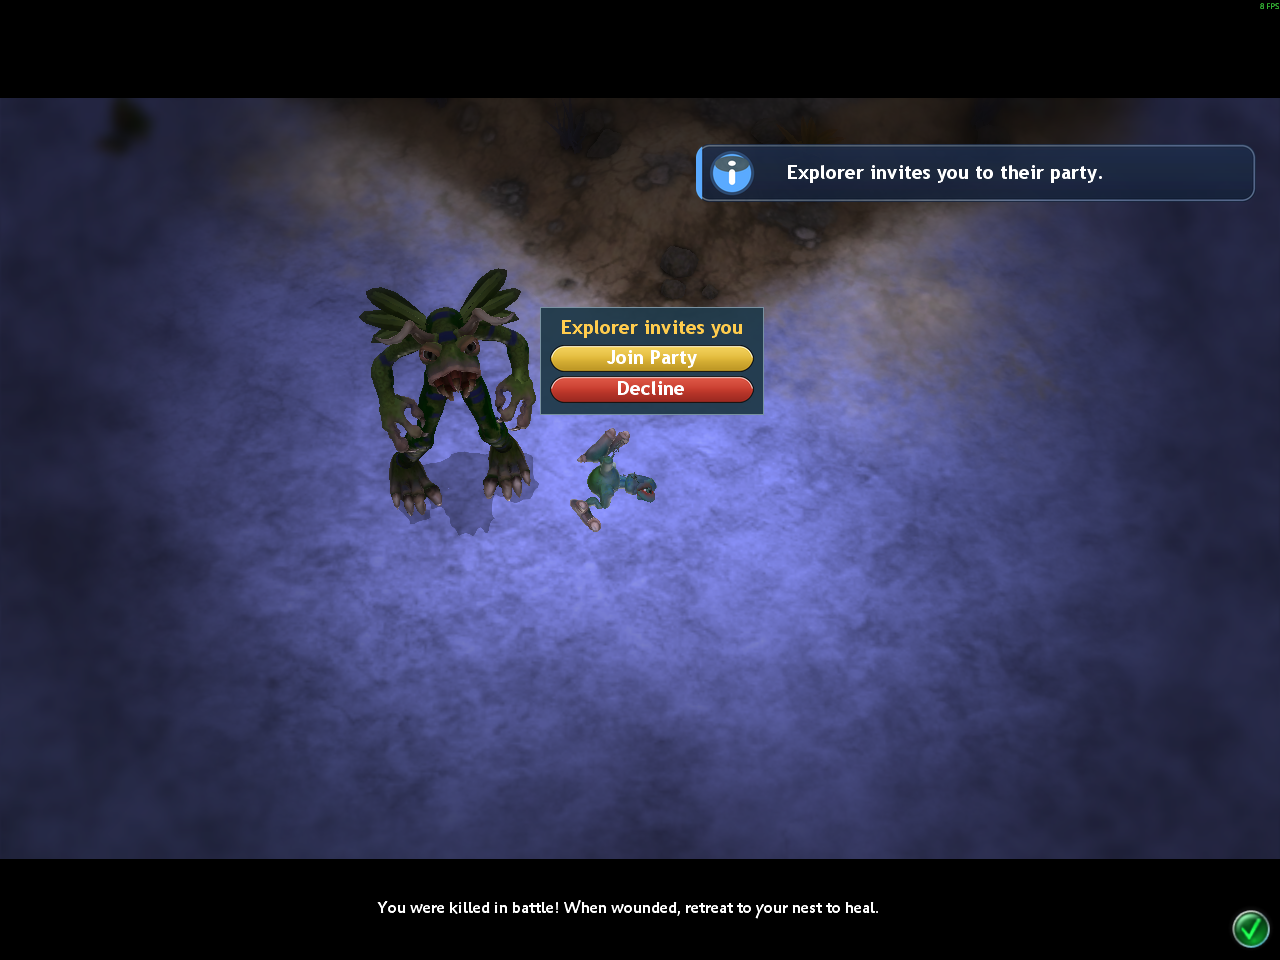 8 FPS
Explorer invites you to their party.
Explorer invites you
Join Party
Decline
You were killed in battle! When wounded, retreat to your nest to heal.